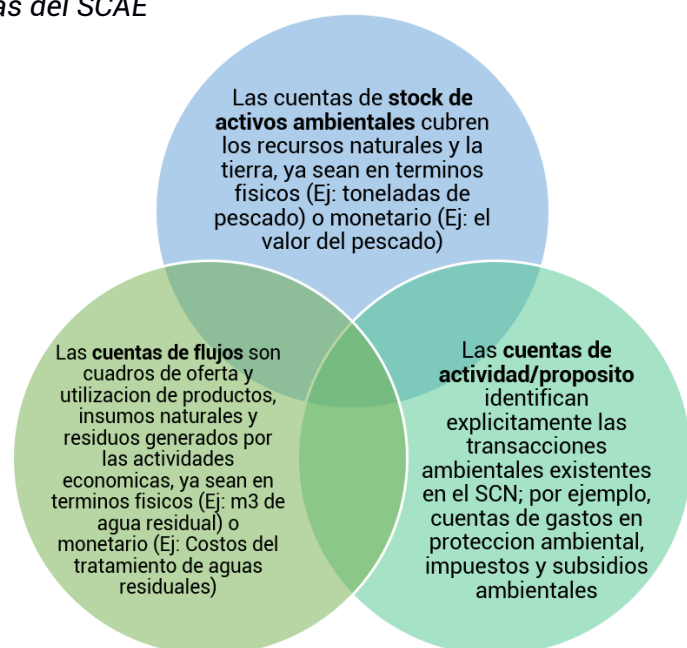 as del SCAE
Las cuentas de stock de
activos ambientales cubren
los recursos naturales y la
tierra, ya sean en terminos
fisicos (Ej: toneladas de
pescado) o monetario (Ej: el
valor del pescado)
Las cuentas de flujos son
cuadros de oferta y
utilizacion de productos,
insumos naturales y
residuos generados por
las actividades
economicas, ya sean en
terminos fisicos (Ej: m3 de
agua residual) o
monetario (Ej: Costos del
tratamiento de aguas
residuales)
Las cuentas de
actividad/proposito
identifican
explicitamente las
transacciones
ambientales existentes
en el SCN; por ejemplo,
cuentas de gastos en
proteccion ambiental,
impuestos y subsidios
ambientales